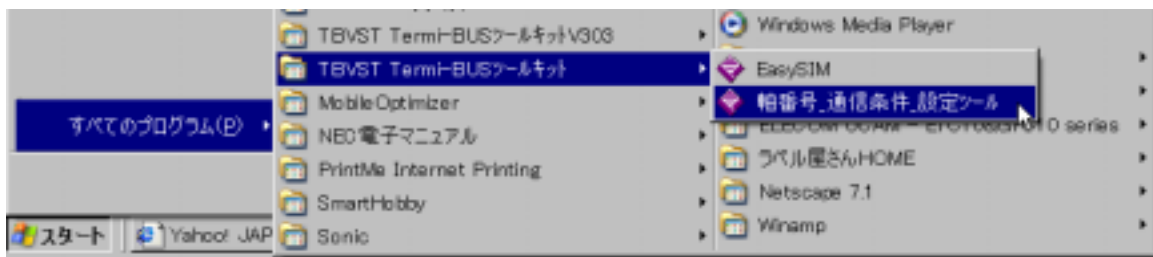 TBVST Termi-BUSツールキットV303
TBVST Termi-BUSツールキット
MobileOptimizer
NEC電子マニュアル
PrintMe Internet Printing
SmartHobby
Sonic
Windows Media Player
EasySIM
軸番号_通信条件_設定ツール
series
ラベル屋さんHOME
Netscape 7.1
Winamp
すべてのプログラム(P)
スタート
Yahoo! JAP